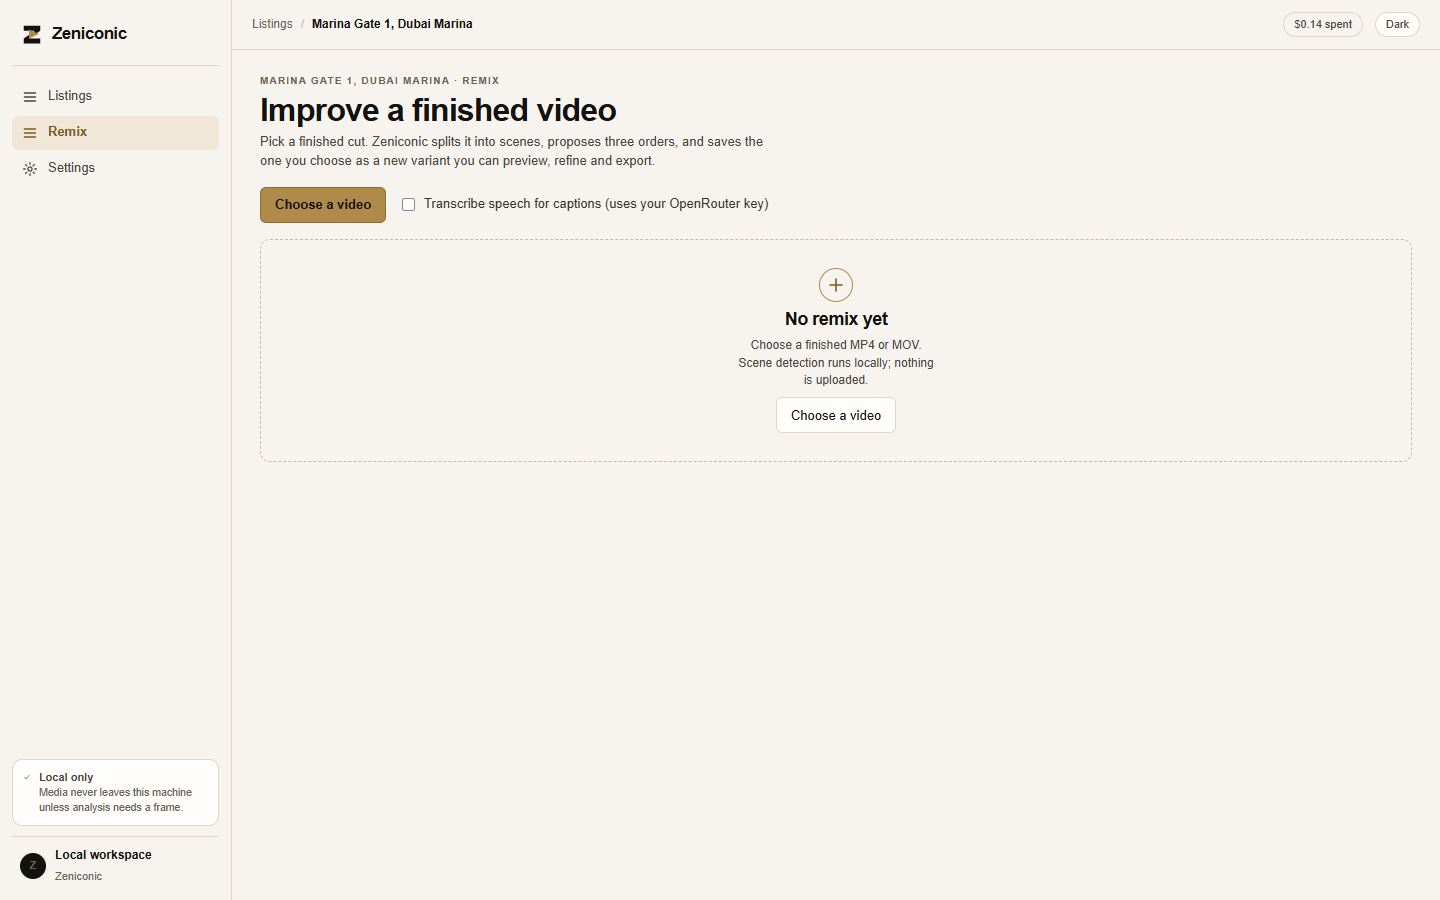 Zeniconic
Listings / Marina Gate 1, Dubai Marina
$0.14 spent
Dark
Listings
Remix
Settings
MARINA GATE 1, DUBAI MARINA · REMIX
Improve a finished video
Pick a finished cut. Zeniconic splits it into scenes, proposes three orders, and saves the
one you choose as a new variant you can preview, refine and export.
Choose a video
Transcribe speech for captions (uses your OpenRouter key)
No remix yet
Choose a finished MP4 or MOV.
Scene detection runs locally; nothing
is uploaded.
Choose a video
Local only
Media never leaves this machine
unless analysis needs a frame.
Z
Local workspace
Zeniconic